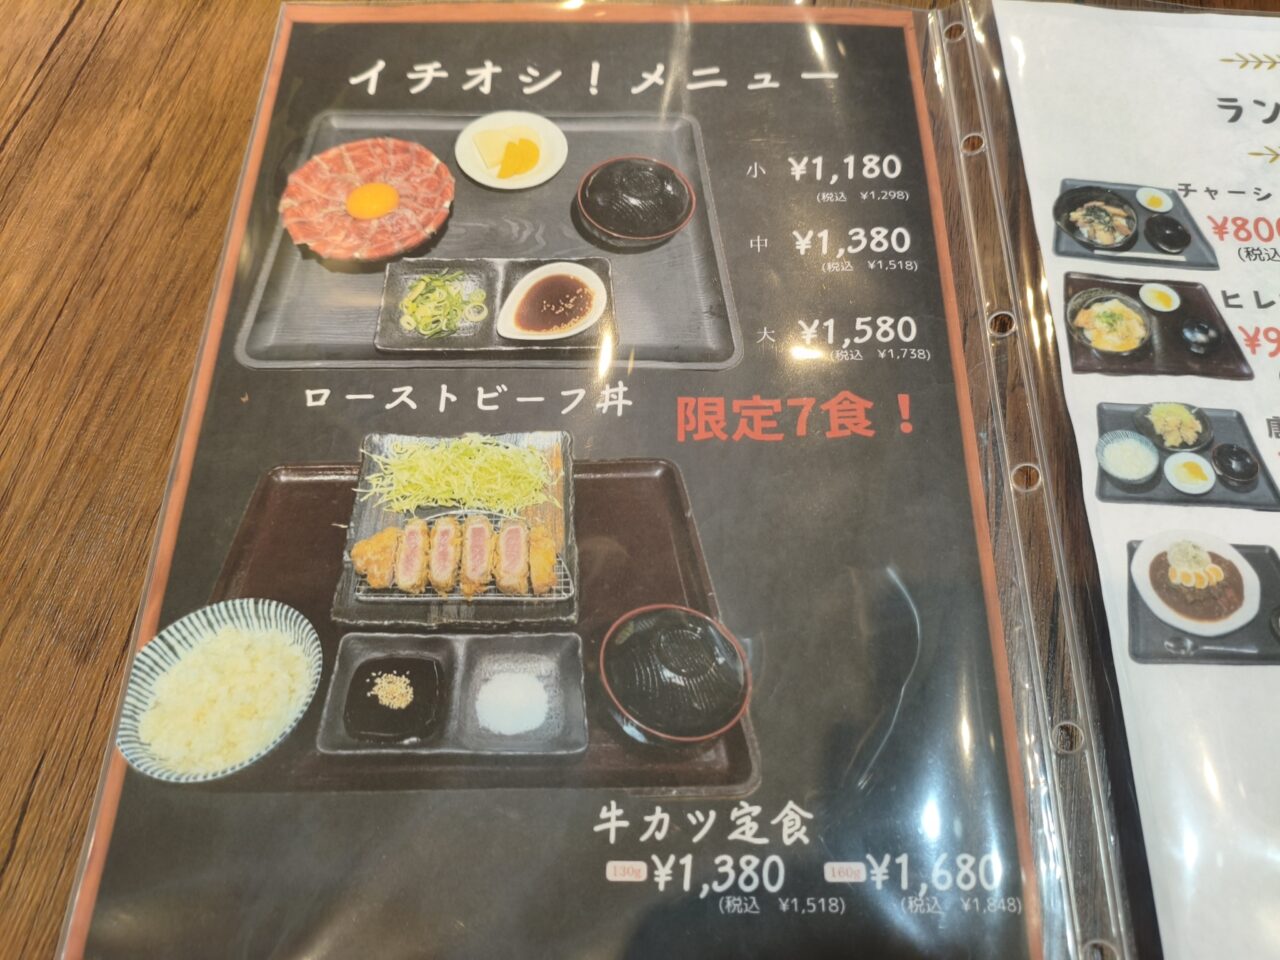 イチオシ！メニュー
小 ¥1,180
(税込 ¥1,298)
中 ¥1,380
(税込 ¥1,518)
大 ¥1,580
(税込 ¥1,738)
ローストビーフ丼
限定7食！
牛カツ定食
130g ¥1,380 160g ¥1,680
(税込 ¥1,518) (税込 ¥1,848)
ラン
チャーシ
¥800
(税込
ヒレ
¥9